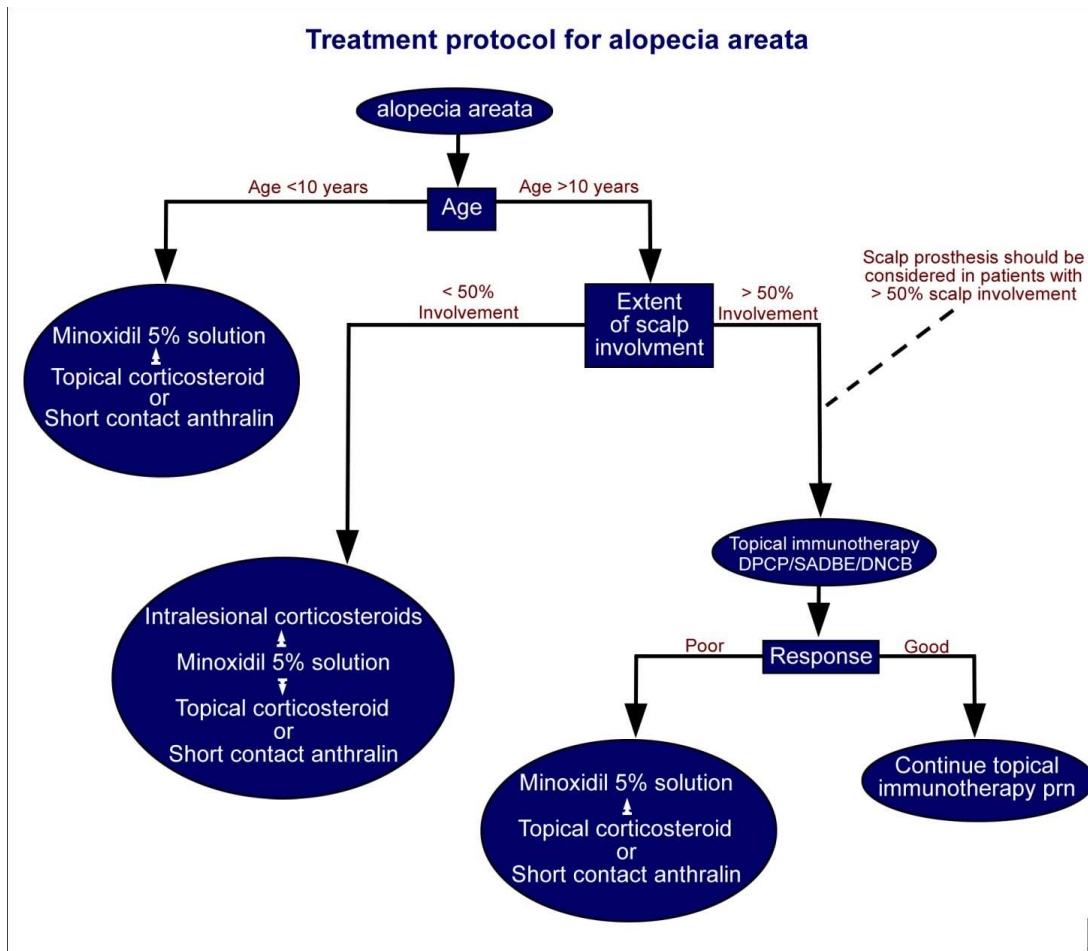 Treatment protocol for alopecia areata
alopecia areata
Age <10 years
Age >10 years
Age
Scalp prosthesis should be
considered in patients with
> 50% scalp involvement
< 50%
Involvement
Extent
of scalp
involvment
> 50%
Involvement
Minoxidil 5% solution
Topical corticosteroid
or
Short contact anthralin
Topical immunotherapy
DPCP/SADBE/DNCB
Intralesional corticosteroids
Minoxidil 5% solution
Topical corticosteroid
or
Short contact anthralin
Poor
Response
Good
Minoxidil 5% solution
Topical corticosteroid
or
Short contact anthralin
Continue topical
immunotherapy prn